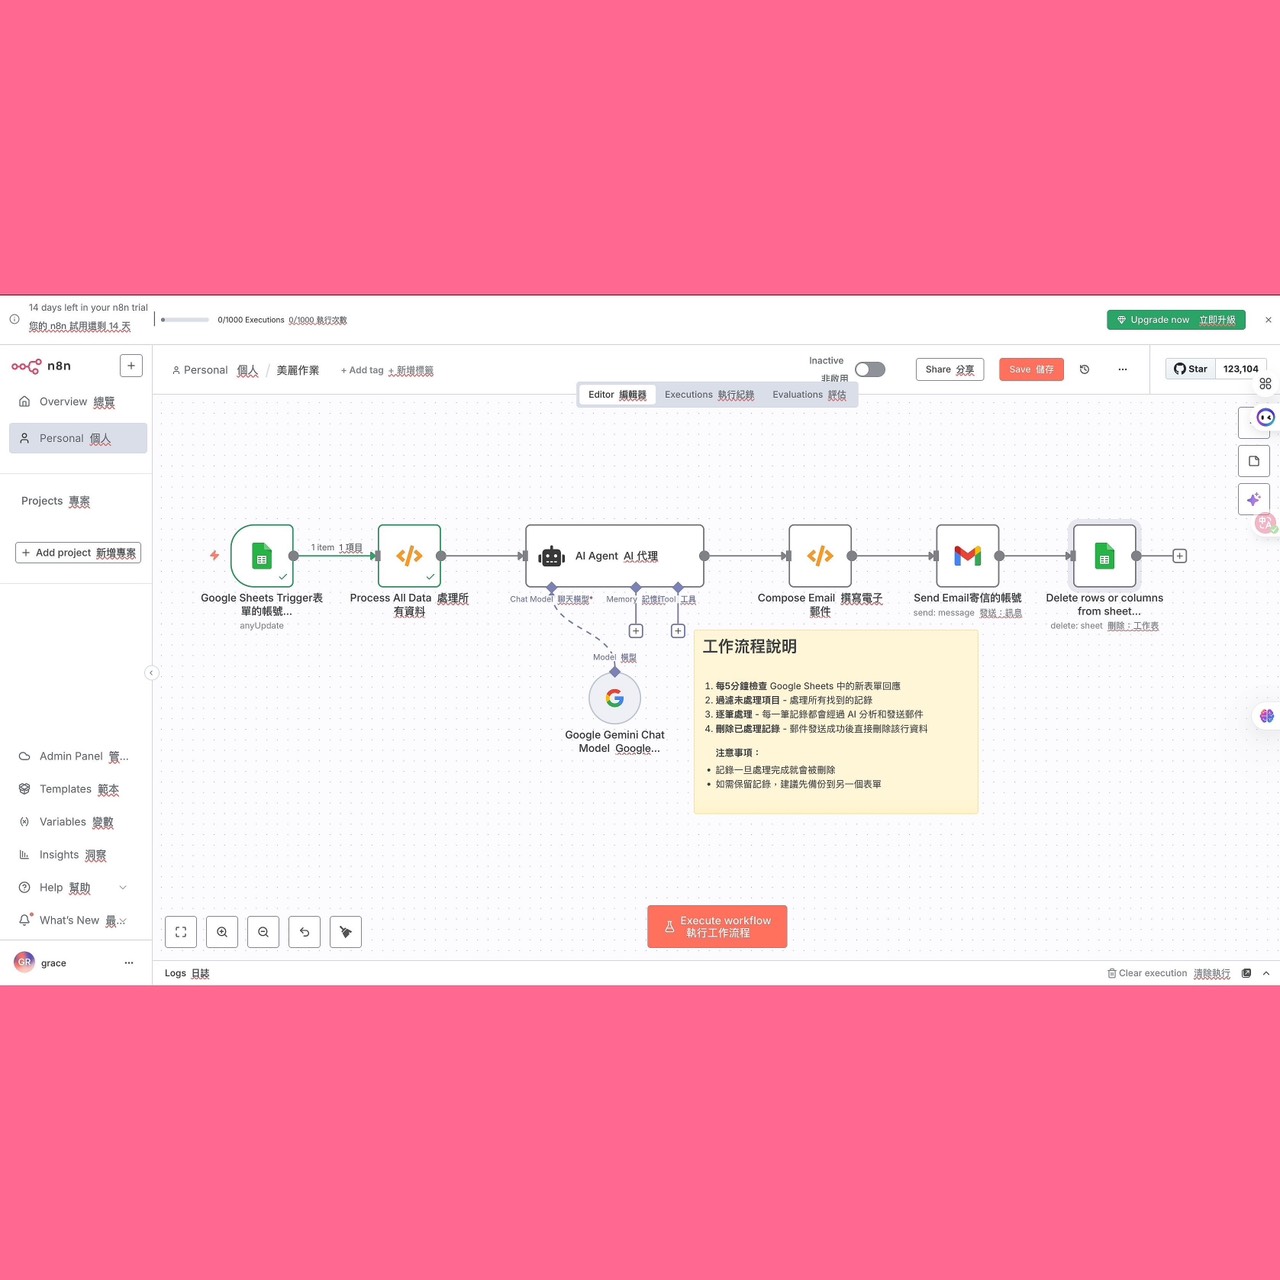 14 days left in your n8n trial
您的 n8n 試用還剩 14 天
0/1000 Executions 0/1000 執行次數
Upgrade now 立即升級
n8n
Personal 個人 / 美麗作業
+ Add tag + 新增標籤
Inactive
非啟用
Share 分享
Save 儲存
Star 123,104
Editor 編輯器
Executions 執行紀錄
Evaluations 評估
Overview 總覽
Personal 個人
Projects 專案
+ Add project 新增專案
1 item 1 項目
AI Agent AI 代理
Google Sheets Trigger表
單的帳號...
anyUpdate
Process All Data 處理所
有資料
Chat Model 聊天模型*
Memory 記憶
Tool 工具
Compose Email 撰寫電子
郵件
Send Email寄信的帳號
send: message 發送：訊息
Delete rows or columns
from sheet...
delete: sheet 刪除：工作表
Model 模型
Google Gemini Chat
Model Google...
工作流程說明
1. 每5分鐘檢查 Google Sheets 中的新表單回應
2. 過濾未處理項目 - 處理所有找到的記錄
3. 逐筆處理 - 每一筆記錄都會經過 AI 分析和發送郵件
4. 刪除已處理記錄 - 郵件發送成功後直接刪除該行資料
注意事項：
• 記錄一旦處理完成就會被刪除
• 如需保留記錄，建議先備份到另一個表單
Admin Panel 管...
Templates 範本
Variables 變數
Insights 洞察
Help 幫助
What's New 最...
GR grace
Execute workflow
執行工作流程
Logs 日誌
Clear execution 清除執行